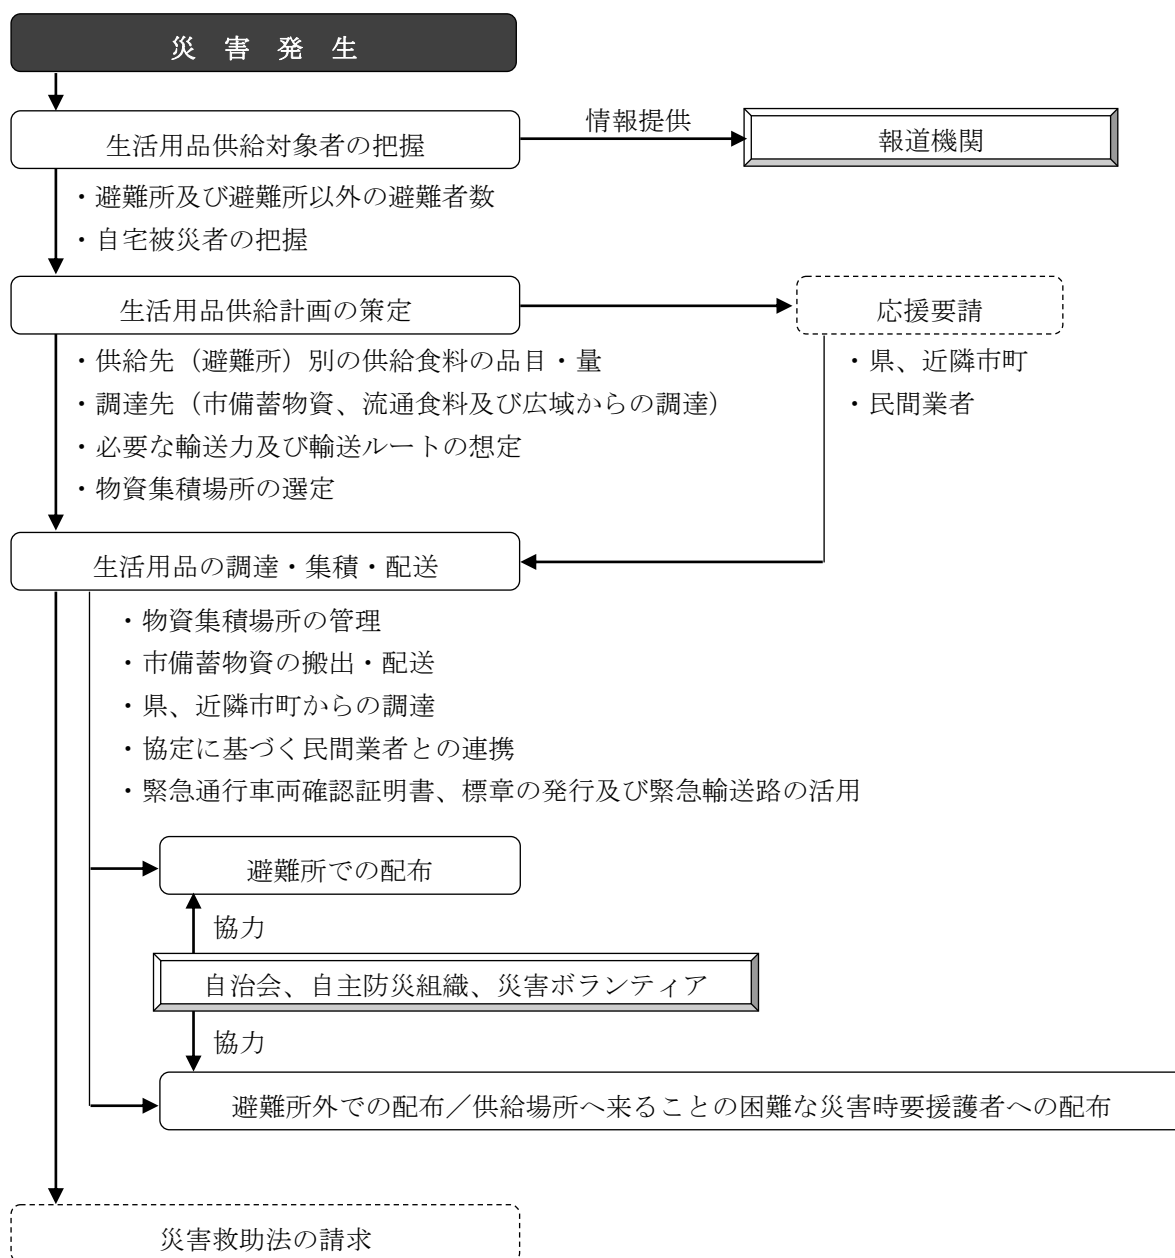 災害発生
生活用品供給対象者の把握
情報提供
報道機関
・避難所及び避難所以外の避難者数
・自宅被災者の把握
生活用品供給計画の策定
応援要請
・供給先（避難所）別の供給食料の品目・量
・調達先（市備蓄物資、流通食料及び広域からの調達）
・必要な輸送力及び輸送ルートの想定
・物資集積場所の選定
・県、近隣市町
・民間業者
生活用品の調達・集積・配送
・物資集積場所の管理
・市備蓄物資の搬出・配送
・県、近隣市町からの調達
・協定に基づく民間業者との連携
・緊急通行車両確認証明書、標章の発行及び緊急輸送路の活用
避難所での配布
協力
自治会、自主防災組織、災害ボランティア
協力
避難所外での配布／供給場所へ来ることの困難な災害時要援護者への配布
災害救助法の請求